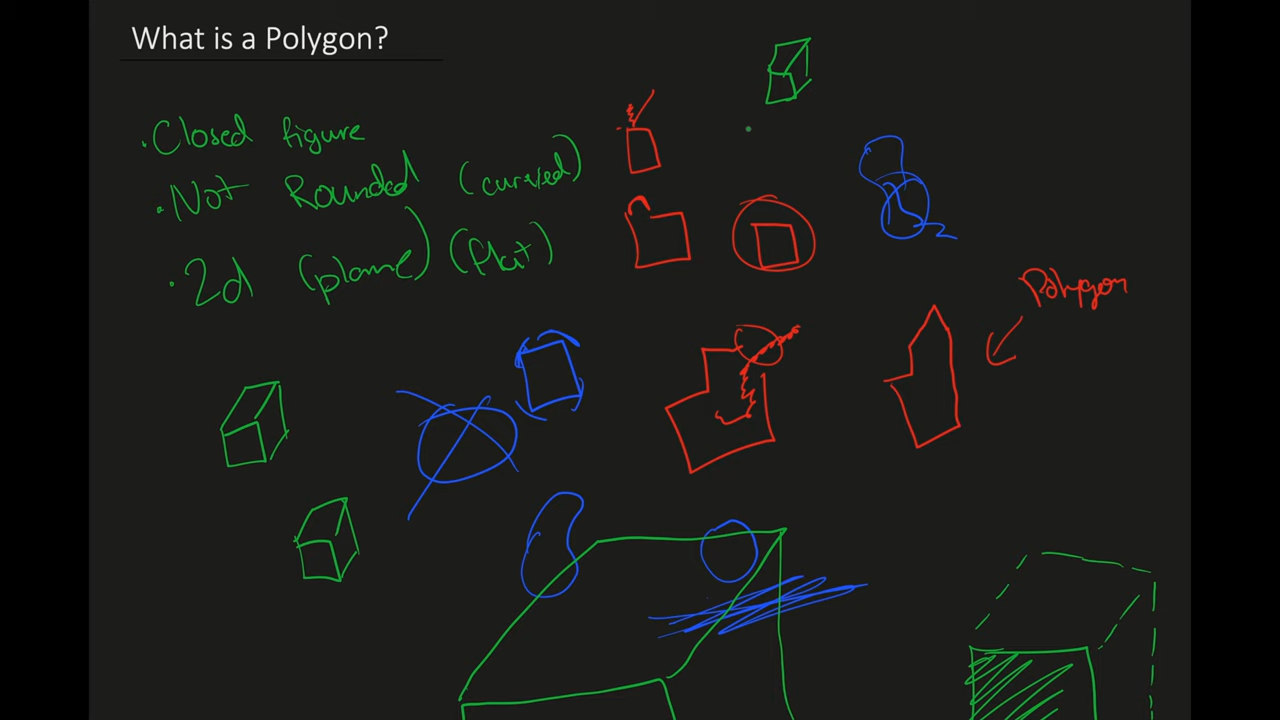 What is a Polygon?
. Closed figure
. Not Rounded (curved)
. 2d (plane) (flat)
Polygon